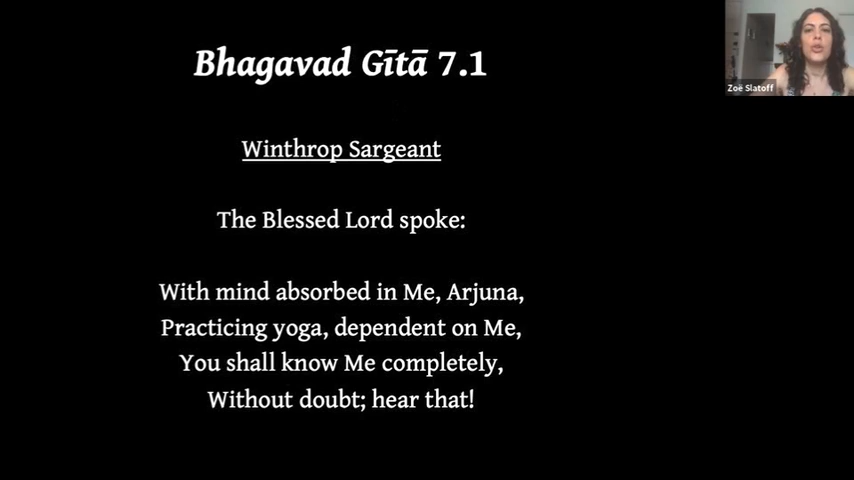 Bhagavad Gītā 7.1
Zoë Slatoff
Winthrop Sargeant
The Blessed Lord spoke:
With mind absorbed in Me, Arjuna,
Practicing yoga, dependent on Me,
You shall know Me completely,
Without doubt; hear that!